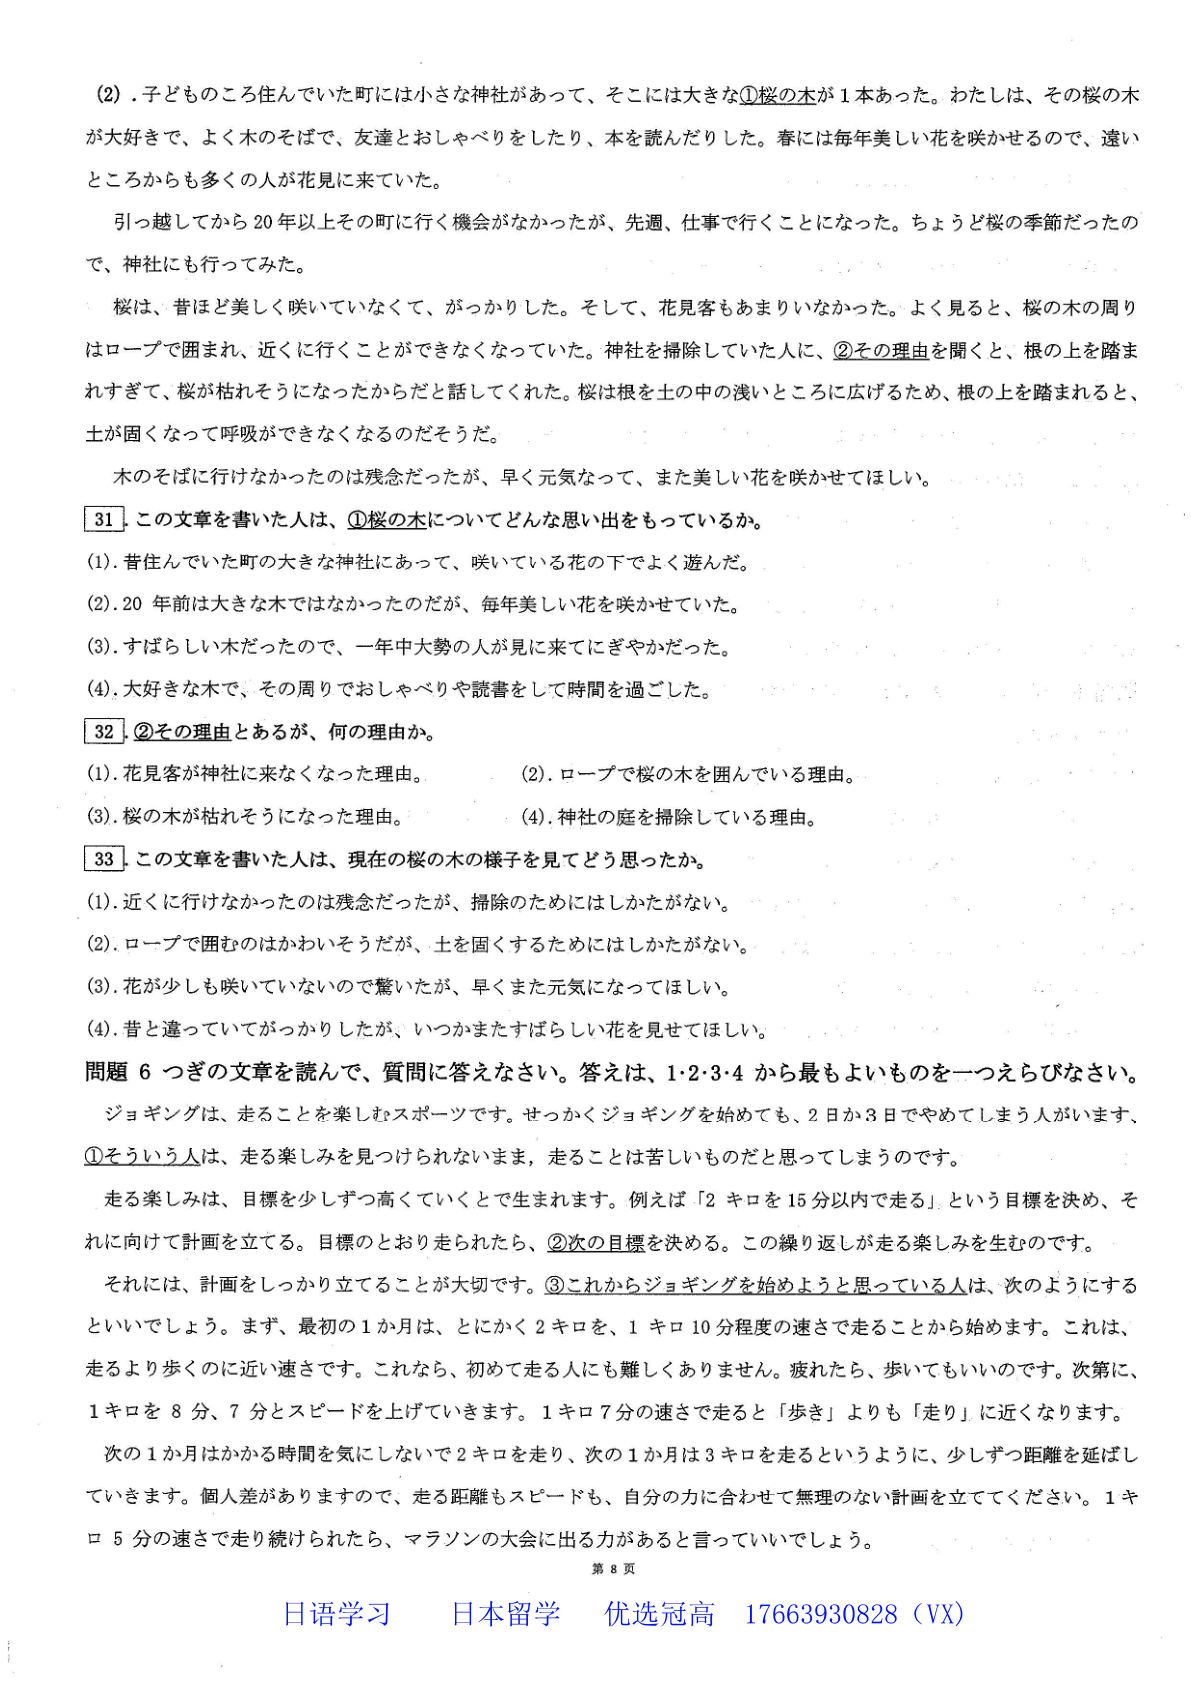 (2) .子どものころ住んでいた町には小さな神社があって、そこには大きな①桜の木が１本あった。わたしは、その桜の木
が大好きで、よく木のそばで、友達とおしゃべりをしたり、本を読んだりした。春には毎年美しい花を咲かせるので、遠い
ところからも多くの人が花見に来ていた。
引っ越してから 20 年以上その町に行く機会がなかったが、先週、仕事で行くことになった。ちょうど桜の季節だったの
で、神社にも行ってみた。
桜は、昔ほど美しく咲いていなくて、がっかりした。そして、花見客もあまりいなかった。よく見ると、桜の木の周り
はロープで囲まれ、近くに行くことができなくなっていた。神社を掃除していた人に、②その理由を聞くと、根の上を踏ま
れすぎて、桜が枯れそうになったからだと話してくれた。桜は根を土の中の浅いところに広げるため、根の上を踏まれると、
土が固くなって呼吸ができなくなるのだそうだ。
木のそばに行けなかったのは残念だったが、早く元気なって、また美しい花を咲かせてほしい。
31. この文章を書いた人は、①桜の木についてどんな思い出をもっているか。
(1). 昔住んでいた町の大きな神社にあって、咲いている花の下でよく遊んだ。
(2). 20 年前は大きな木ではなかったのだが、毎年美しい花を咲かせていた。
(3). すばらしい木だったので、一年中大勢の人が見に来てにぎやかだった。
(4). 大好きな木で、その周りでおしゃべりや読書をして時間を過ごした。
32. ②その理由とあるが、何の理由か。
(1). 花見客が神社に来なくなった理由。 (2). ロープで桜の木を囲んでいる理由。
(3). 桜の木が枯れそうになった理由。 (4). 神社の庭を掃除している理由。
33. この文章を書いた人は、現在の桜の木の様子を見てどう思ったか。
(1). 近くに行けなかったのは残念だったが、掃除のためにはしかたがない。
(2). ロープで囲むのはかわいそうだが、土を固くするためにはしかたがない。
(3). 花が少しも咲いていないので驚いたが、早くまた元気になってほしい。
(4). 昔と違っていてがっかりしたが、いつかまたすばらしい花を見せてほしい。
問題 6 つぎの文章を読んで、質問に答えなさい。答えは、1・2・3・4 から最もよいものを一つえらびなさい。
ジョギングは、走ることを楽しむスポーツです。せっかくジョギングを始めても、２日か３日でやめてしまう人がいます、
①そういう人は、走る楽しみを見つけられないまま，走ることは苦しいものだと思ってしまうのです。
走る楽しみは、目標を少しずつ高くていくとで生まれます。例えば「2 キロを 15 分以内で走る」という目標を決め、そ
れに向けて計画を立てる。目標のとおり走られたら、②次の目標を決める。この繰り返しが走る楽しみを生むのです。
それには、計画をしっかり立てることが大切です。③これからジョギングを始めようと思っている人は、次のようにする
といいでしょう。まず、最初の１か月は、とにかく２キロを、1 キロ 10 分程度の速さで走ることから始めます。これは、
走るより歩くのに近い速さです。これなら、初めて走る人にも難しくありません。疲れたら、歩いてもいいのです。次第に、
１キロを 8 分、7 分とスピードを上げていきます。１キロ７分の速さで走ると「歩き」よりも「走り」に近くなります。
次の１か月はかかる時間を気にしないで２キロを走り、次の１か月は３キロを走るというように、少しずつ距離を延ばし
ていきます。個人差がありますので、走る距離もスピードも、自分の力に合わせて無理のない計画を立ててください。１キ
ロ 5 分の速さで走り続けられたら、マラソンの大会に出る力があると言っていいでしょう。
第 8 页
日语学习 日本留学 优选冠高 17663930828（VX）